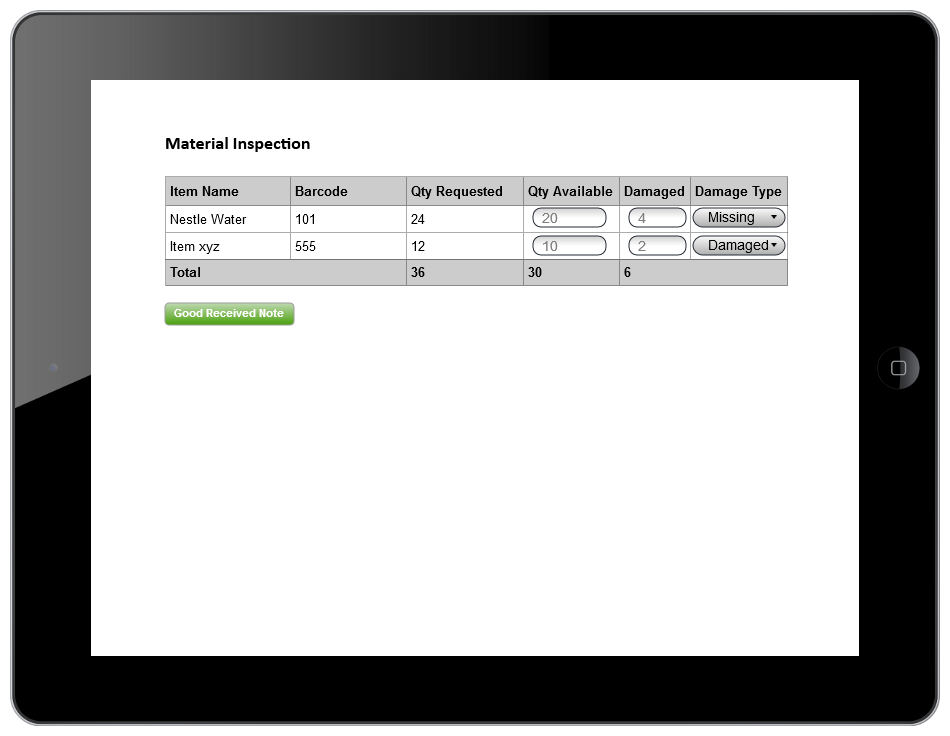 Material Inspection
Item Name Barcode Qty Requested Qty Available Damaged Damage Type
Nestle Water 101 24 20 4 Missing
Item xyz 555 12 10 2 Damaged
Total 36 30 6
Good Received Note